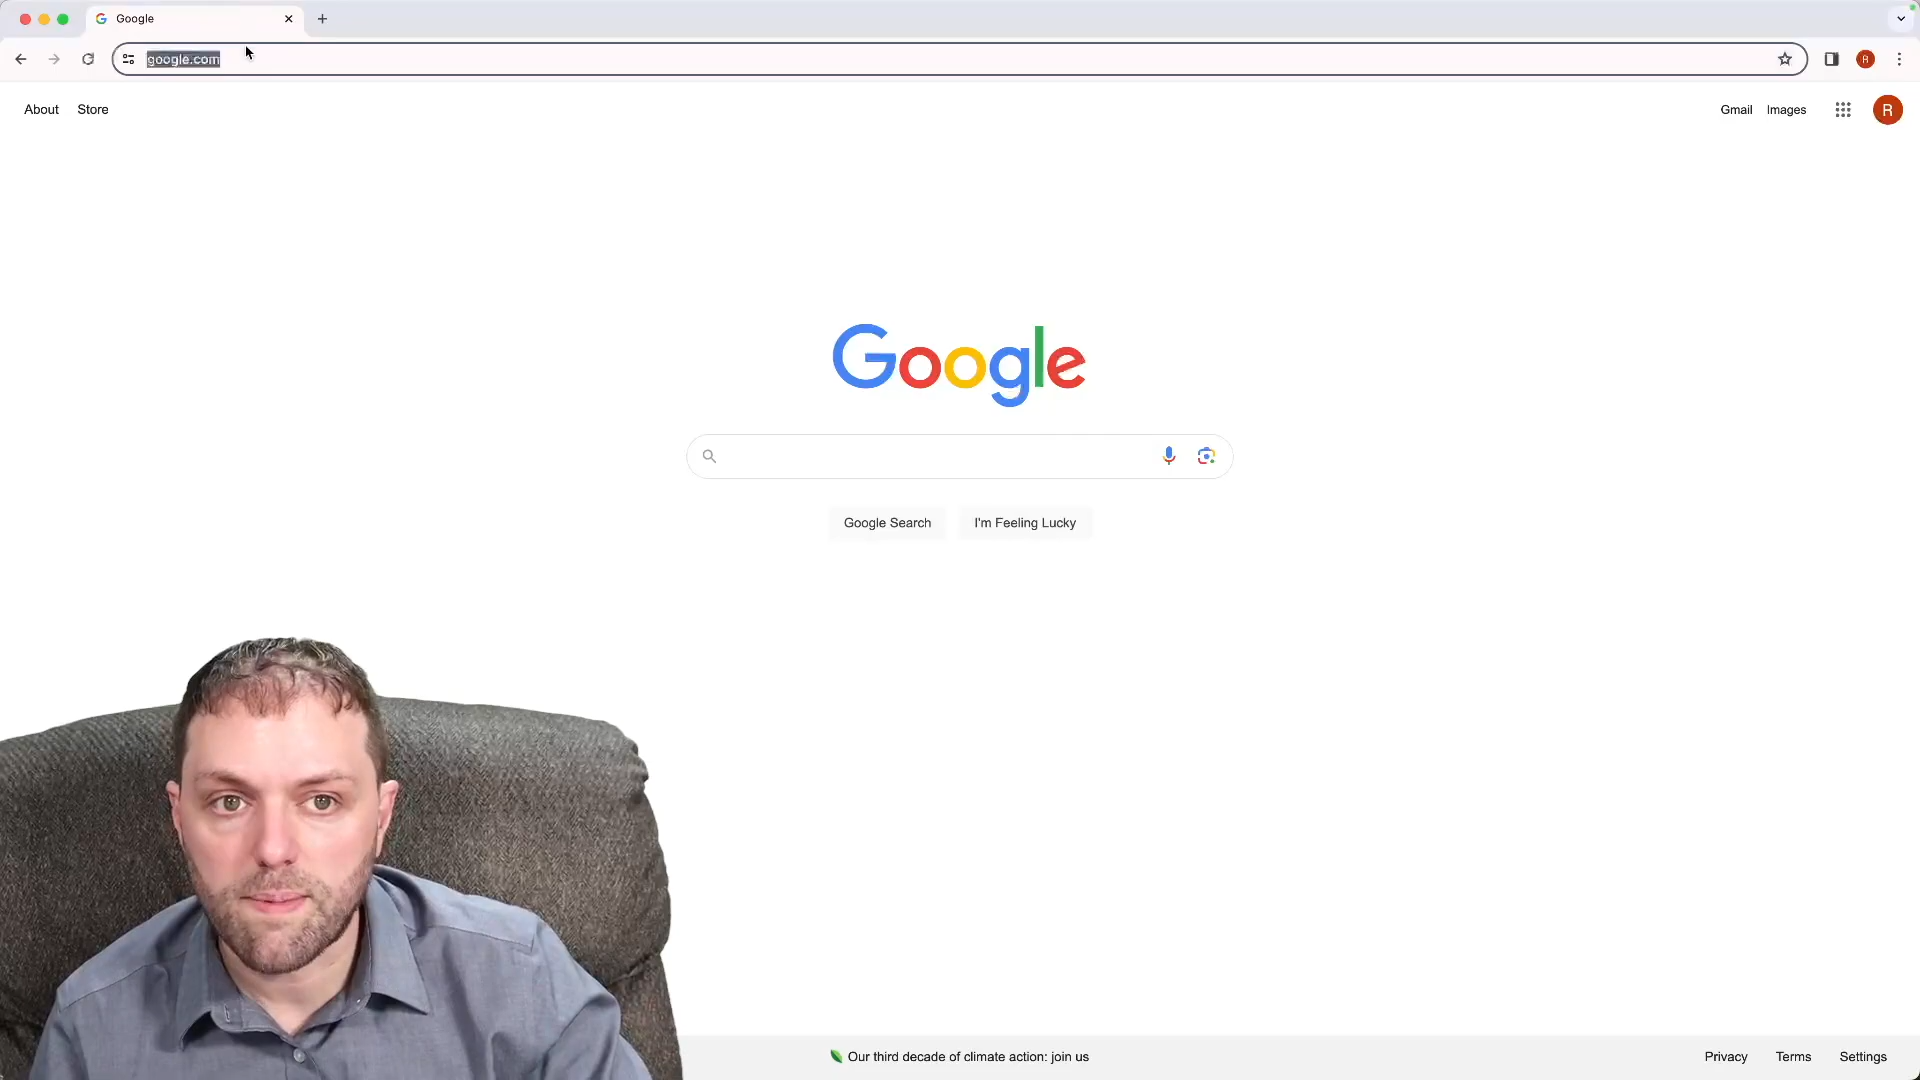 Google
google.com
R
About Store
Gmail Images
R
Google
Google Search I'm Feeling Lucky
Our third decade of climate action: join us
Privacy Terms Settings